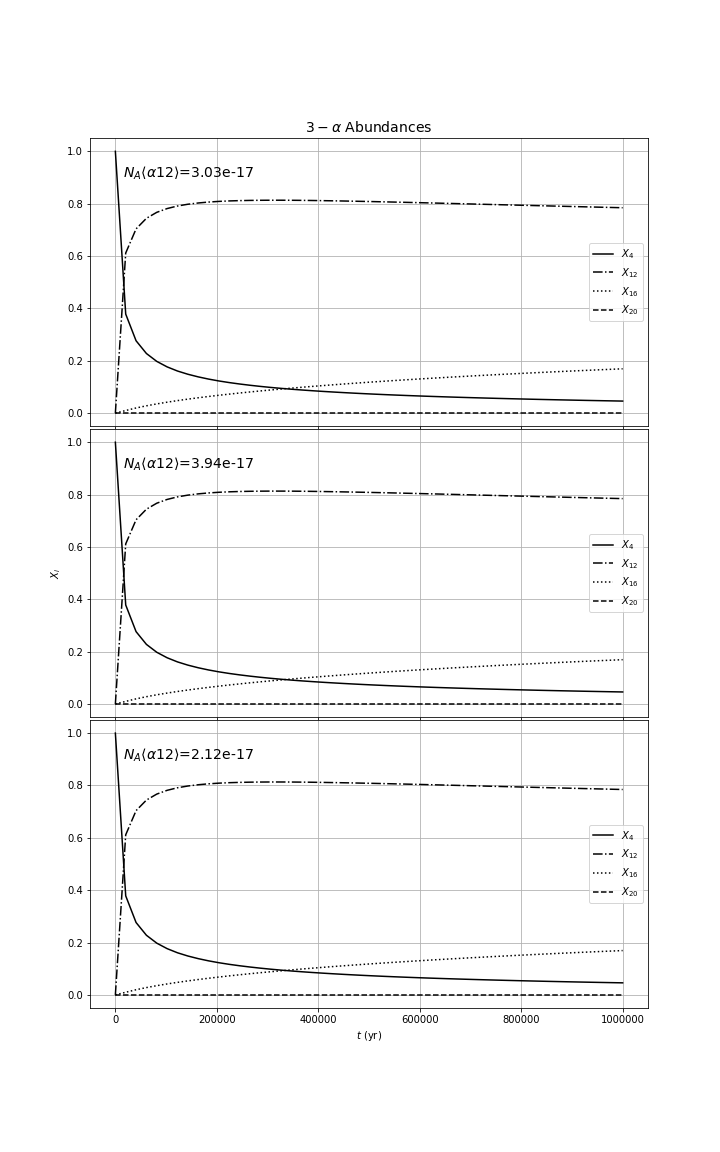 3 − α Abundances
1.0
0.8
0.6
0.4
0.2
0.0
N_A⟨α12⟩=3.03e-17
X_4
X_12
X_16
X_20
X_i
1.0
0.8
0.6
0.4
0.2
0.0
N_A⟨α12⟩=3.94e-17
X_4
X_12
X_16
X_20
1.0
0.8
0.6
0.4
0.2
0.0
N_A⟨α12⟩=2.12e-17
X_4
X_12
X_16
X_20
0 200000 400000 600000 800000 1000000
t (yr)